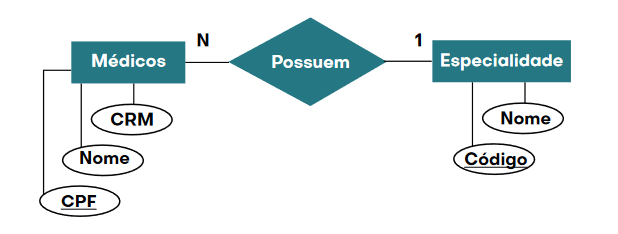 N
1
Médicos
Possuem
Especialidade
CRM
Nome
Nome
Código
CPF